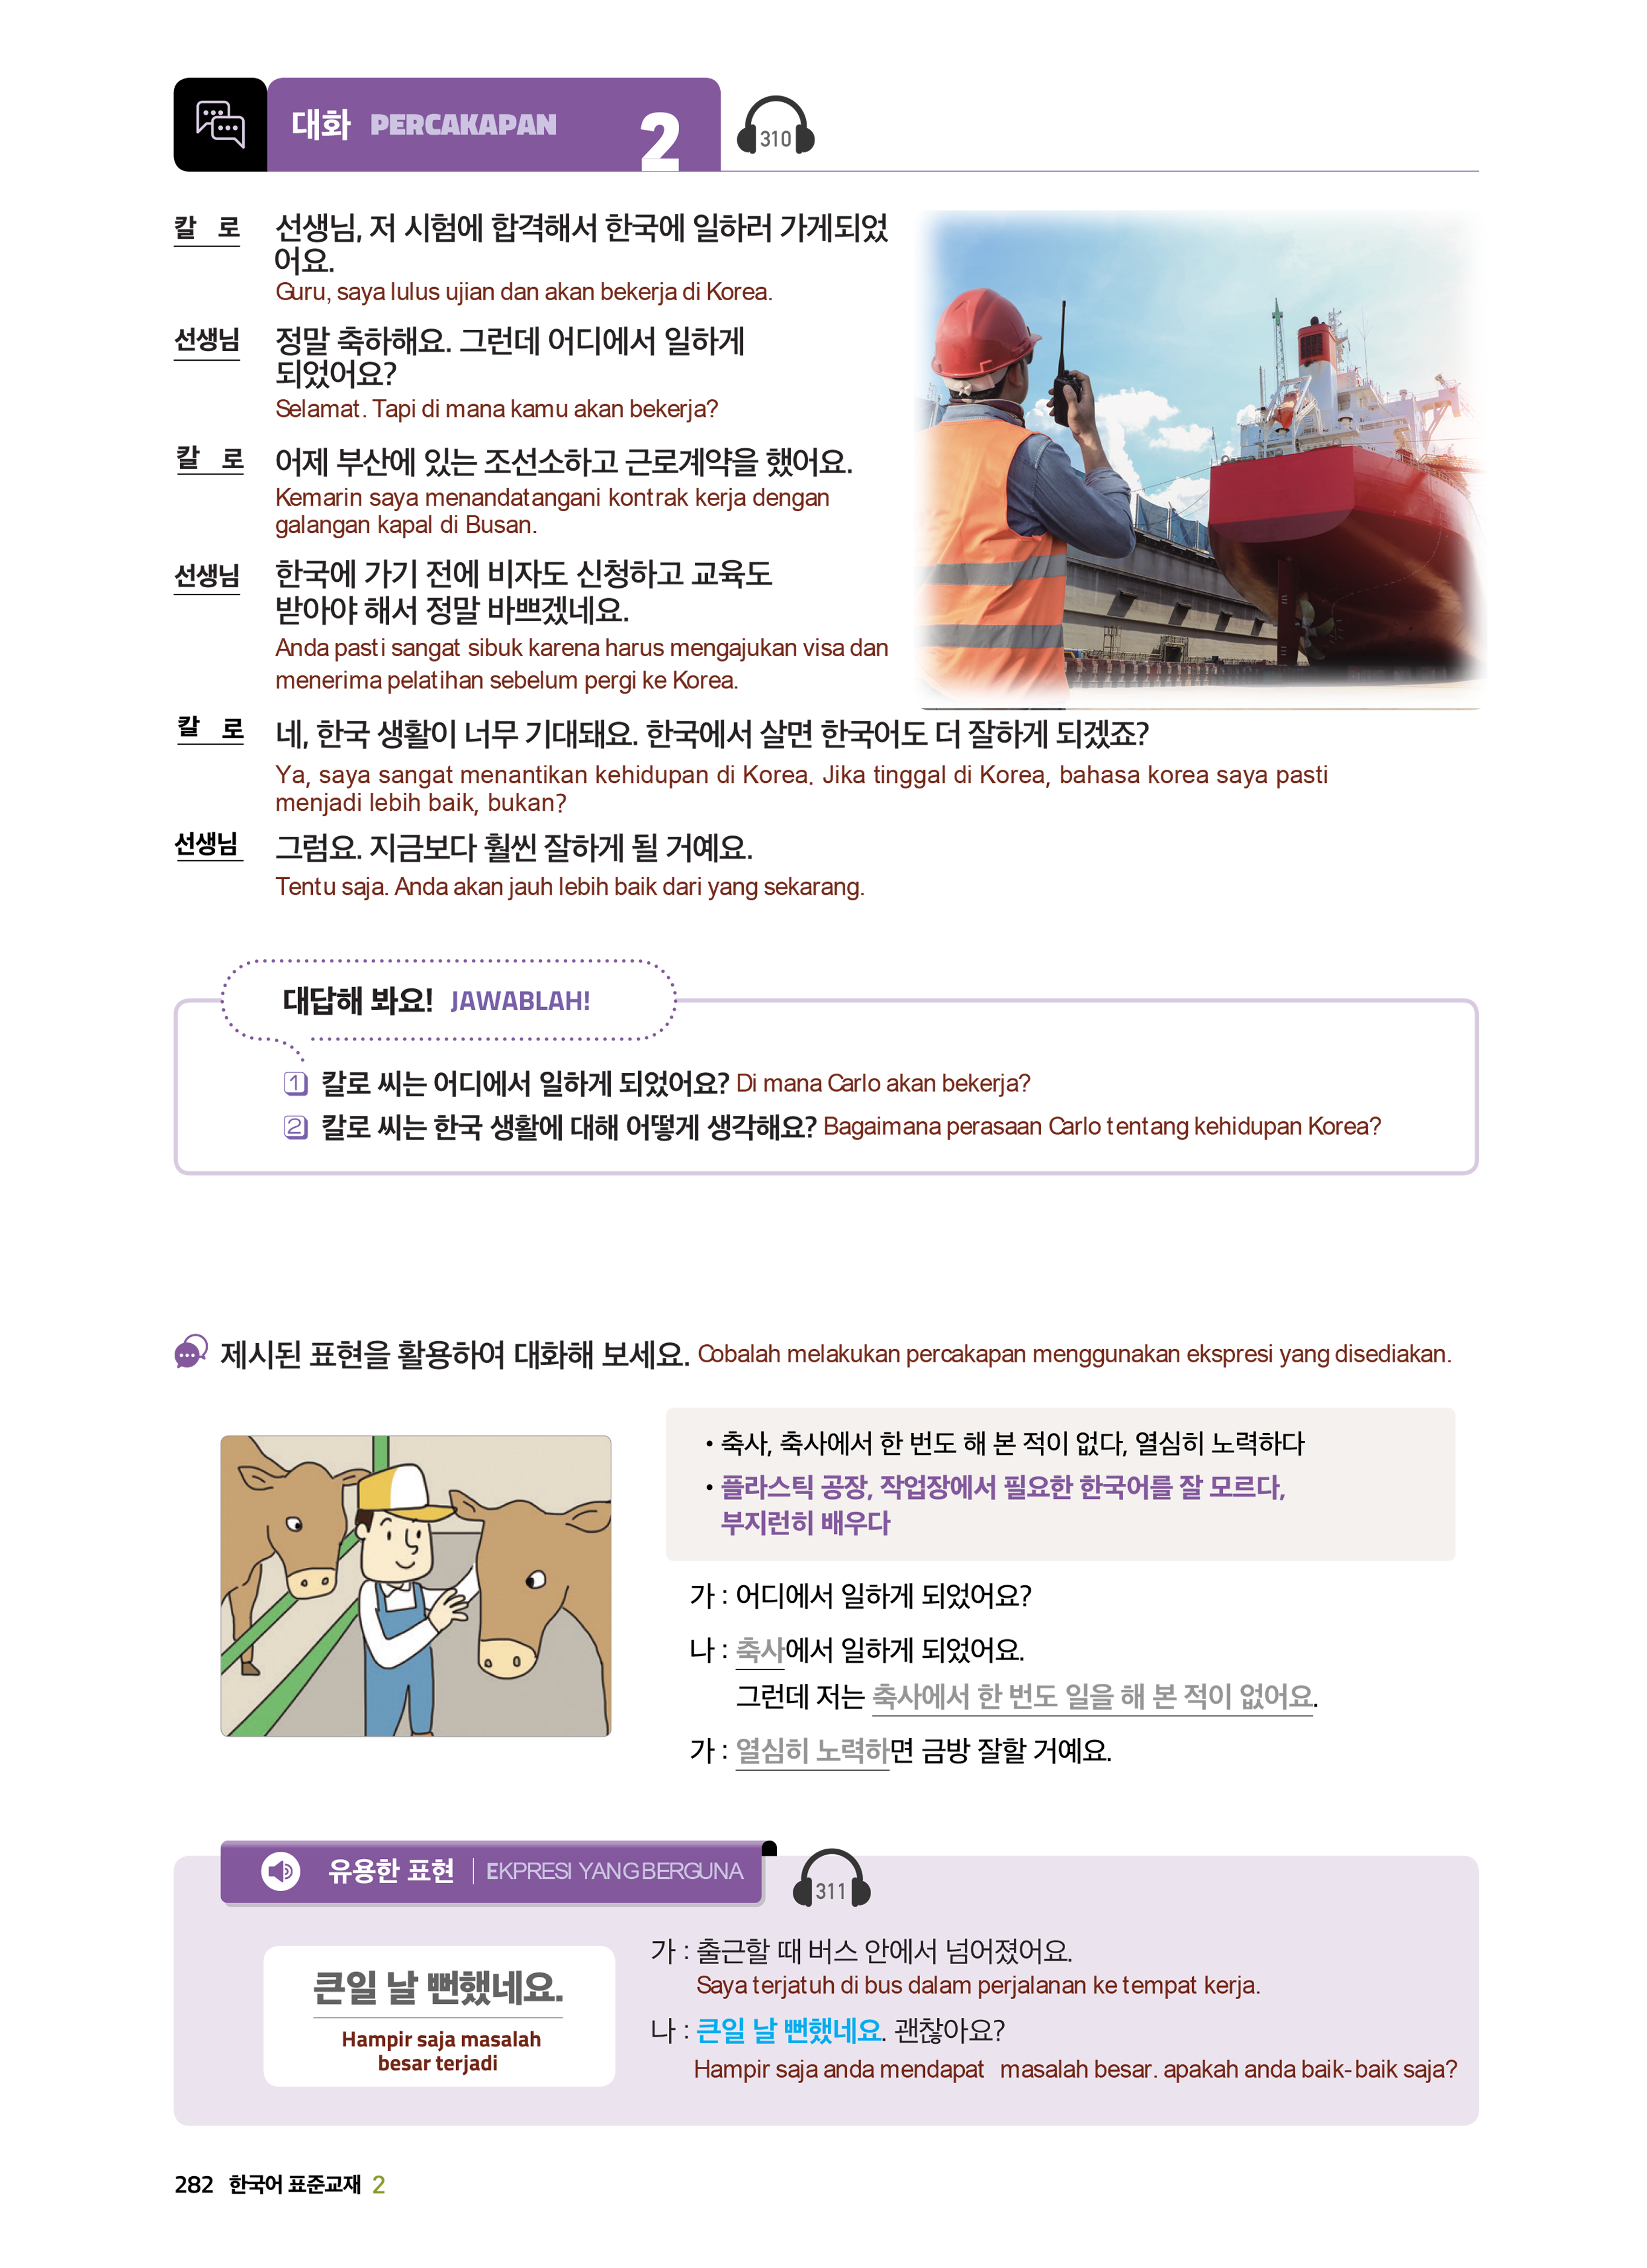 대화 PERCAKAPAN 2 310
칼 로 선생님, 저 시험에 합격해서 한국에 일하러 가게되었
어요.
Guru, saya lulus ujian dan akan bekerja di Korea.
선생님 정말 축하해요. 그런데 어디에서 일하게
되었어요?
Selamat. Tapi di mana kamu akan bekerja?
칼 로 어제 부산에 있는 조선소하고 근로계약을 했어요.
Kemarin saya menandatangani kontrak kerja dengan
galangan kapal di Busan.
선생님 한국에 가기 전에 비자도 신청하고 교육도
받아야 해서 정말 바쁘겠네요.
Anda pasti sangat sibuk karena harus mengajukan visa dan
menerima pelatihan sebelum pergi ke Korea.
칼 로 네, 한국 생활이 너무 기대돼요. 한국에서 살면 한국어도 더 잘하게 되겠죠?
Ya, saya sangat menantikan kehidupan di Korea. Jika tinggal di Korea, bahasa korea saya pasti
menjadi lebih baik, bukan?
선생님 그럼요. 지금보다 훨씬 잘하게 될 거예요.
Tentu saja. Anda akan jauh lebih baik dari yang sekarang.
대답해 봐요! JAWABLAH!
1 칼로 씨는 어디에서 일하게 되었어요? Di mana Carlo akan bekerja?
2 칼로 씨는 한국 생활에 대해 어떻게 생각해요? Bagaimana perasaan Carlo tentang kehidupan Korea?
제시된 표현을 활용하여 대화해 보세요. Cobalah melakukan percakapan menggunakan ekspresi yang disediakan.
• 축사, 축사에서 한 번도 해 본 적이 없다, 열심히 노력하다
• 플라스틱 공장, 작업장에서 필요한 한국어를 잘 모르다,
부지런히 배우다
가 : 어디에서 일하게 되었어요?
나 : 축사에서 일하게 되었어요.
그런데 저는 축사에서 한 번도 일을 해 본 적이 없어요.
가 : 열심히 노력하면 금방 잘할 거예요.
유용한 표현 | EKPRESI YANG BERGUNA 311
큰일 날 뻔했네요.
Hampir saja masalah
besar terjadi
가 : 출근할 때 버스 안에서 넘어졌어요.
Saya terjatuh di bus dalam perjalanan ke tempat kerja.
나 : 큰일 날 뻔했네요. 괜찮아요?
Hampir saja anda mendapat masalah besar. apakah anda baik-baik saja?
282 한국어 표준교재 2